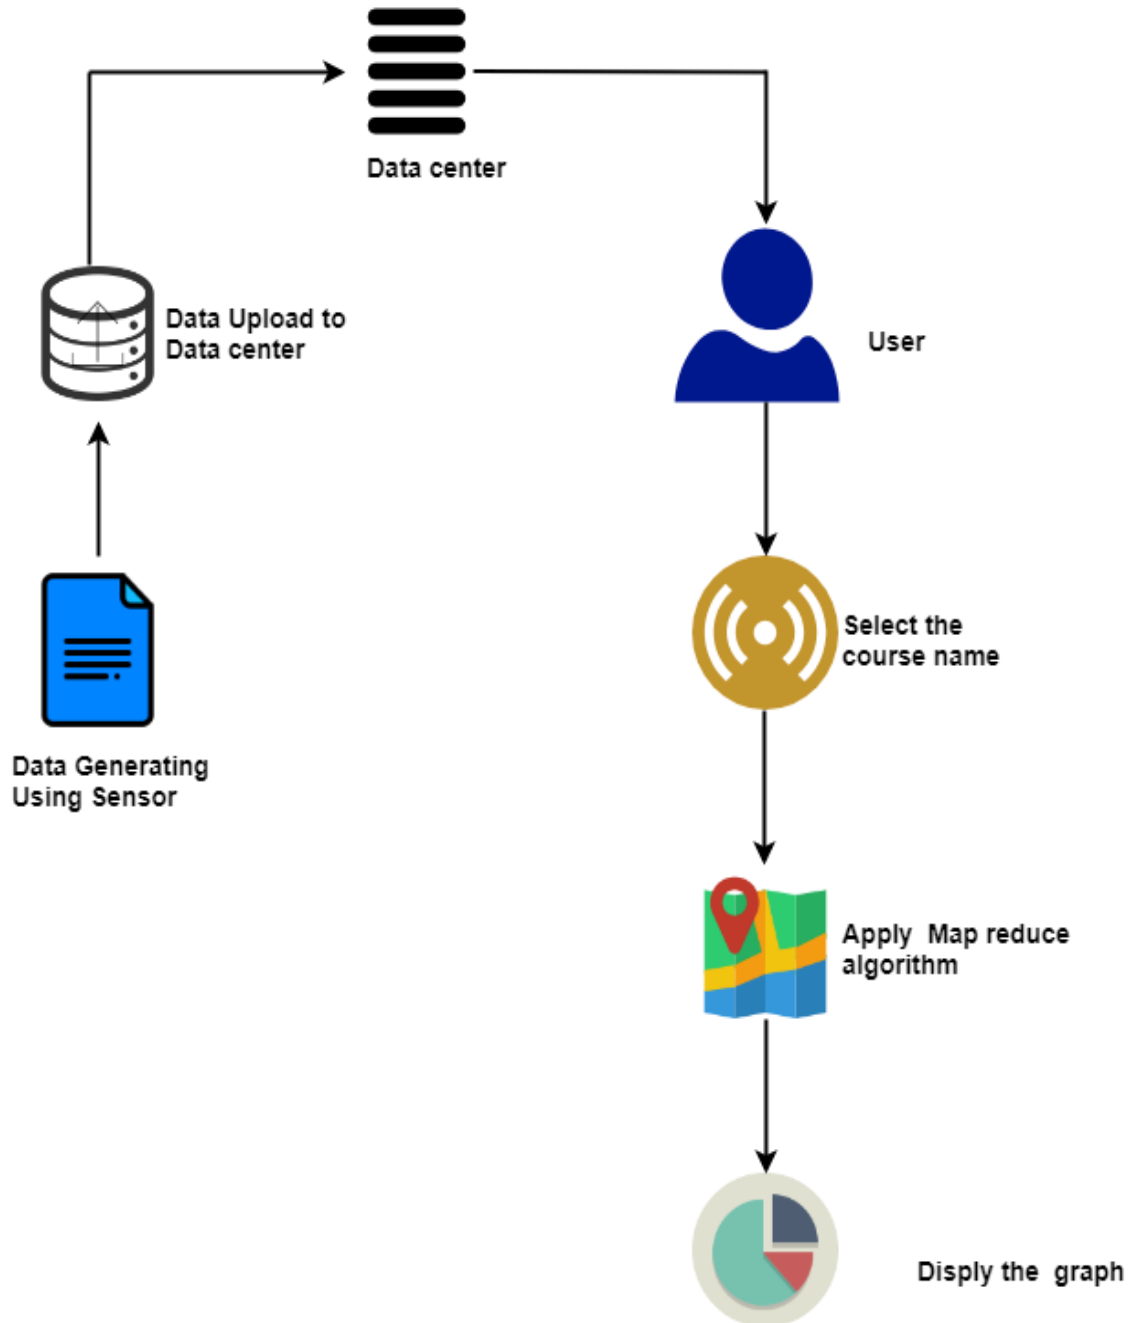 Data center
Data Upload to
Data center
User
Select the
course name
Data Generating
Using Sensor
Apply  Map reduce
algorithm
Disply the  graph